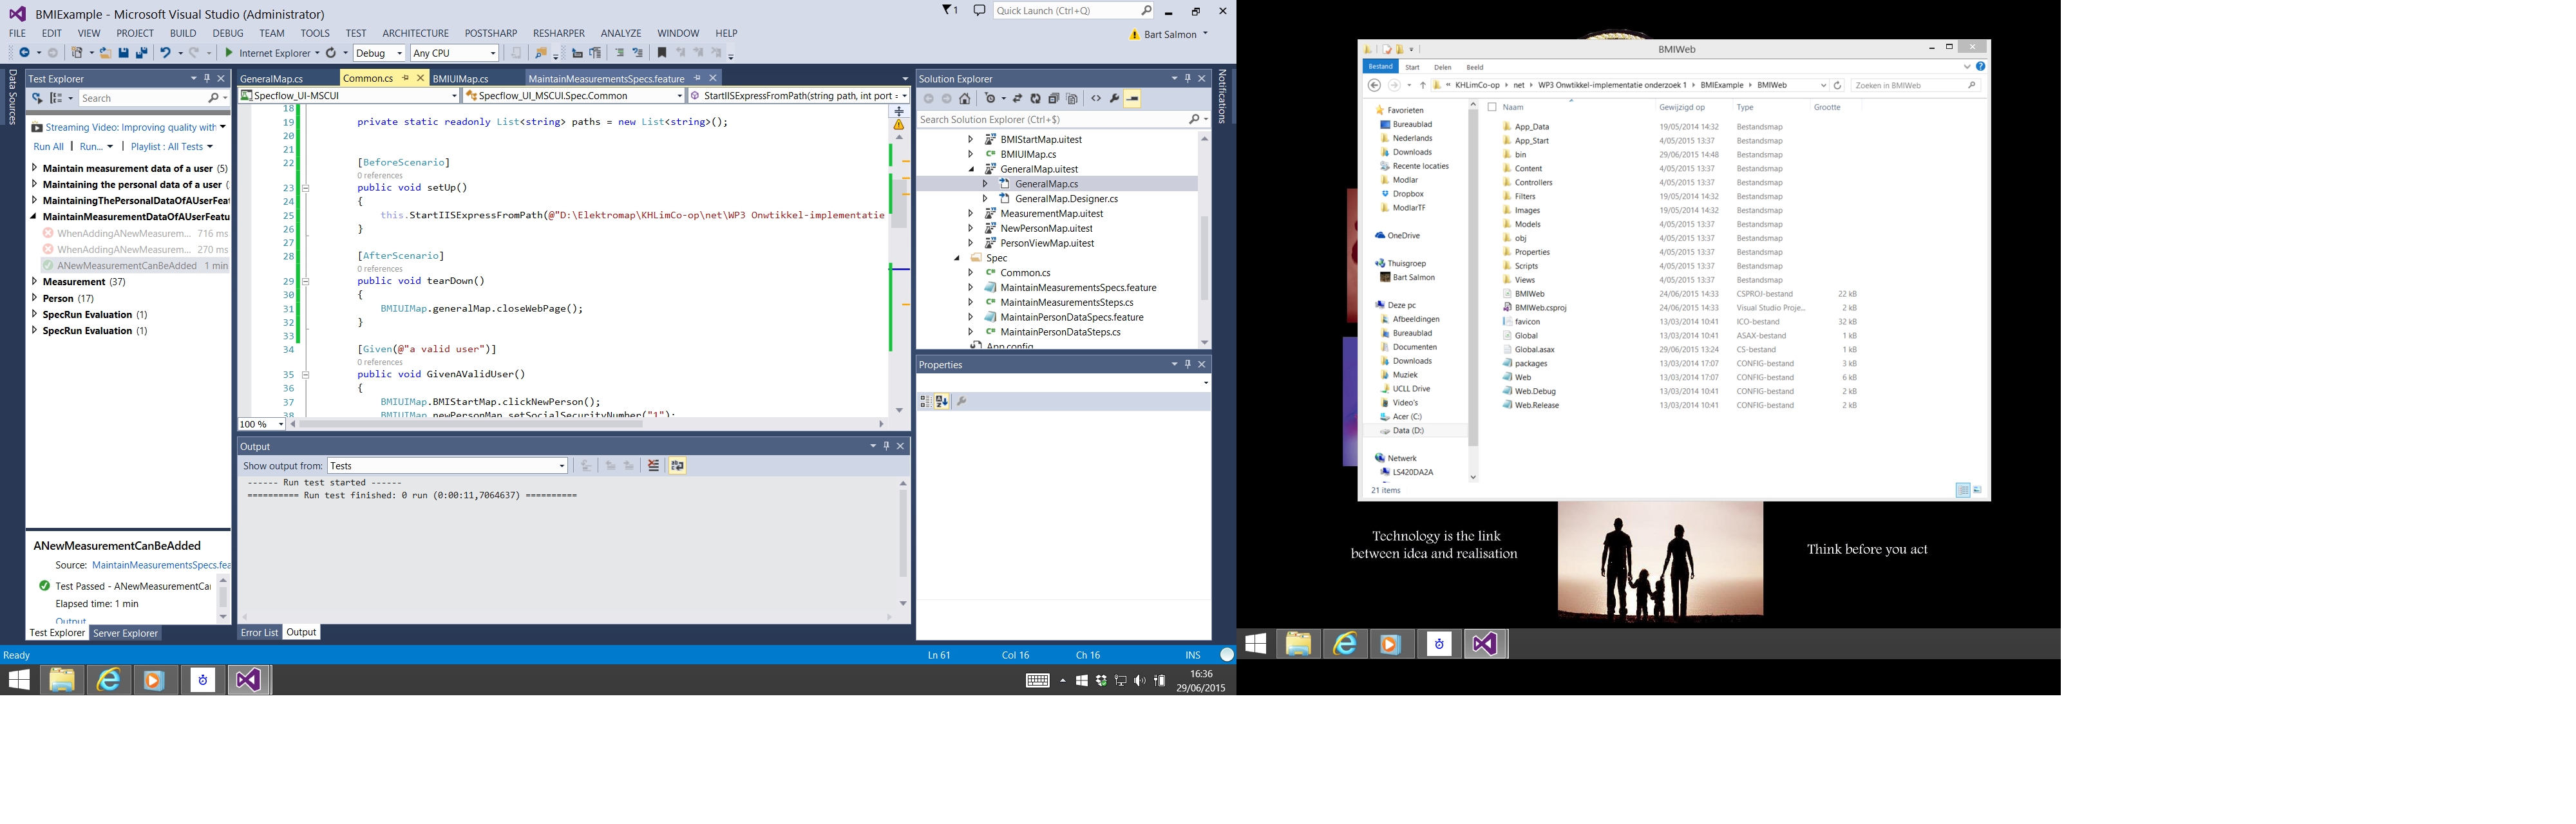 BMIExample - Microsoft Visual Studio (Administrator)
1
Quick Launch (Ctrl+Q)
FILE EDIT VIEW PROJECT BUILD DEBUG TEAM TOOLS TEST ARCHITECTURE POSTSHARP RESHARPER ANALYZE WINDOW HELP
Bart Salmon
Internet Explorer Debug Any CPU
Data Sources
Test Explorer
Search
Streaming Video: Improving quality with
Run All | Run... | Playlist : All Tests
Maintain measurement data of a user (5)
Maintaining the personal data of a user
MaintainingThePersonalDataOfAUserFeat
MaintainMeasurementDataOfAUserFeatu
WhenAddingANewMeasurem... 716 ms
WhenAddingANewMeasurem... 270 ms
ANewMeasurementCanBeAdded 1 min
Measurement (37)
Person (17)
SpecRun Evaluation (1)
SpecRun Evaluation (1)
ANewMeasurementCanBeAdded
Source: MaintainMeasurementsSpecs.fea
Test Passed - ANewMeasurementCar
Elapsed time: 1 min
Output
Test Explorer Server Explorer
GeneralMap.cs Common.cs BMIUIMap.cs MaintainMeasurementsSpecs.feature
Specflow_UI-MSCUI Specflow_UI_MSCUI.Spec.Common StartIISExpressFromPath(string path, int port
18
19 private static readonly List<string> paths = new List<string>();
20
21
22 [BeforeScenario]
0 references
23 public void setUp()
24 {
25 this.StartIISExpressFromPath(@"D:\Elektromap\KHLimCo-op\net\WP3 Onwtikkel-implementatie
26 }
27
28 [AfterScenario]
0 references
29 public void tearDown()
30 {
31 BMIUIMap.generalMap.closeWebPage();
32 }
33
34 [Given(@"a valid user")]
0 references
35 public void GivenAValidUser()
36 {
37 BMIUIMap.BMIStartMap.clickNewPerson();
38 BMIUIMap.newPersonMap.setSocialSecurityNumber("1");
100 %
Output
Show output from: Tests
------ Run test started ------
========== Run test finished: 0 run (0:00:11,7064637) ==========
Error List Output
Solution Explorer
Search Solution Explorer (Ctrl+$)
BMIStartMap.uitest
BMIUIMap.cs
GeneralMap.uitest
GeneralMap.cs
GeneralMap.Designer.cs
MeasurementMap.uitest
NewPersonMap.uitest
PersonViewMap.uitest
Spec
Common.cs
MaintainMeasurementsSpecs.feature
MaintainMeasurementsSteps.cs
MaintainPersonDataSpecs.feature
MaintainPersonDataSteps.cs
App.config
Properties
Notifications
Ready Ln 61 Col 16 Ch 16 INS
16:36
29/06/2015
BMIWeb
Bestand Start Delen Beeld
« KHLimCo-op net WP3 Onwtikkel-implementatie onderzoek 1 BMIExample BMIWeb
Zoeken in BMIWeb
Favorieten
Bureaublad
Nederlands
Downloads
Recente locaties
Modlar
Dropbox
ModlarTF
OneDrive
Thuisgroep
Bart Salmon
Deze pc
Afbeeldingen
Bureaublad
Documenten
Downloads
Muziek
UCLL Drive
Video's
Acer (C:)
Data (D:)
Netwerk
LS420DA2A
Naam Gewijzigd op Type Grootte
App_Data 19/05/2014 14:32 Bestandsmap
App_Start 4/05/2015 13:37 Bestandsmap
bin 29/06/2015 14:48 Bestandsmap
Content 4/05/2015 13:37 Bestandsmap
Controllers 4/05/2015 13:37 Bestandsmap
Filters 19/05/2014 14:32 Bestandsmap
Images 19/05/2014 14:32 Bestandsmap
Models 4/05/2015 13:37 Bestandsmap
obj 4/05/2015 13:37 Bestandsmap
Properties 4/05/2015 13:37 Bestandsmap
Scripts 4/05/2015 13:37 Bestandsmap
Views 4/05/2015 13:37 Bestandsmap
BMIWeb 24/06/2015 14:33 CSPROJ-bestand 22 kB
BMIWeb.csproj 24/06/2015 14:33 Visual Studio Proje... 2 kB
favicon 13/03/2014 10:41 ICO-bestand 32 kB
Global 13/03/2014 10:41 ASAX-bestand 1 kB
Global.asax 29/06/2015 13:24 CS-bestand 1 kB
packages 13/03/2014 17:07 CONFIG-bestand 3 kB
Web 13/03/2014 17:07 CONFIG-bestand 6 kB
Web.Debug 13/03/2014 10:41 CONFIG-bestand 2 kB
Web.Release 13/03/2014 10:41 CONFIG-bestand 2 kB
21 items
Technology is the link
between idea and realisation
Think before you act